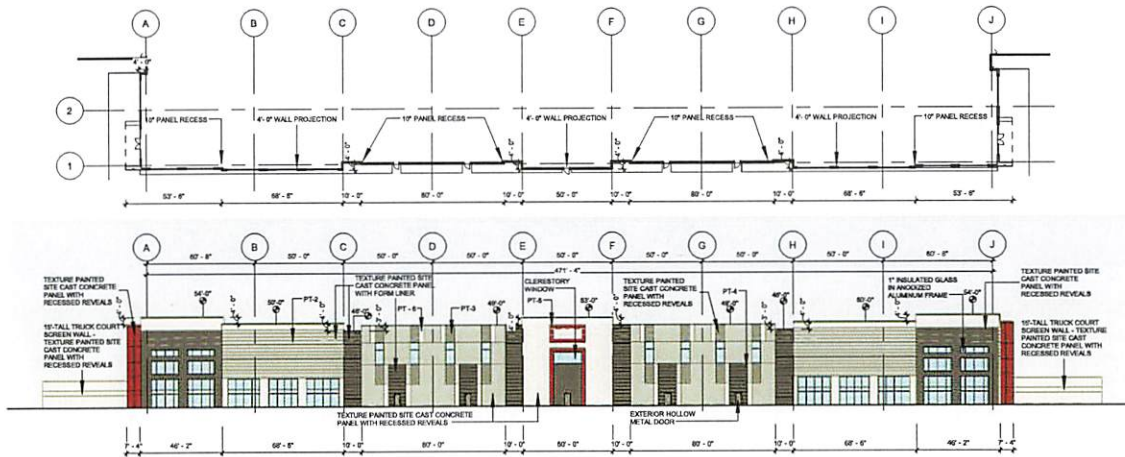 A B C D E F G H I J
4'- 0"
2
10" PANEL RECESS 4'- 0" WALL PROJECTION 10" PANEL RECESS 4'- 0" WALL PROJECTION 10" PANEL RECESS 4'- 0" WALL PROJECTION 10" PANEL RECESS
1
53' - 6" 68' - 6" 10' - 0" 80' - 0" 10' - 0" 50' - 0" 10' - 0" 80' - 0" 10' - 0" 68' - 6" 53' - 6"
A B C D E F G H I J
60' - 8" 50' - 0" 50' - 0" 50' - 0" 50' - 0" 50' - 0" 50' - 0" 50' - 0" 60' - 8"
471' - 4"
TEXTURE PAINTED
SITE CAST CONCRETE
PANEL WITH
RECESSED REVEALS
15'-TALL TRUCK COURT
SCREEN WALL -
TEXTURE PAINTED
SITE CAST CONCRETE
PANEL WITH
RECESSED REVEALS
54'-0"
50'-0"
PT-2
TEXTURE PAINTED SITE
CAST CONCRETE PANEL
WITH FORM LINER
PT-3
49'-0"
CLERESTORY
WINDOW
PT-5
53'-0"
TEXTURE PAINTED
SITE CAST CONCRETE
PANEL WITH
RECESSED REVEALS
PT-4
50'-0"
1" INSULATED GLASS
IN ANODIZED
ALUMINUM FRAME
54'-0"
TEXTURE PAINTED SITE
CAST CONCRETE
PANEL WITH
RECESSED REVEALS
15'-TALL TRUCK COURT
SCREEN WALL - TEXTURE
PAINTED SITE CAST
CONCRETE PANEL WITH
RECESSED REVEALS
TEXTURE PAINTED SITE CAST CONCRETE
PANEL WITH RECESSED REVEALS
EXTERIOR HOLLOW
METAL DOOR
7' - 4" 46' - 2" 68' - 6" 10' - 0" 80' - 0" 10' - 0" 50' - 0" 10' - 0" 80' - 0" 10' - 0" 68' - 6" 46' - 2" 7' - 4"